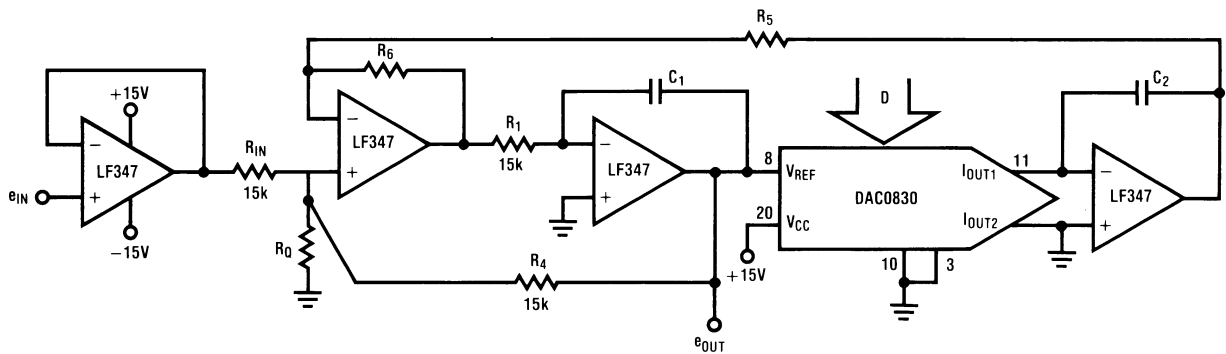 R5
R6
C1
C2
D
+15V
R1
LF347
RIN
15k
8
VREF
IOUT1
11
LF347
15k
LF347
DAC0830
LF347
eIN
20
VCC
IOUT2
−15V
RQ
R4
15k
+15V
10
3
eOUT